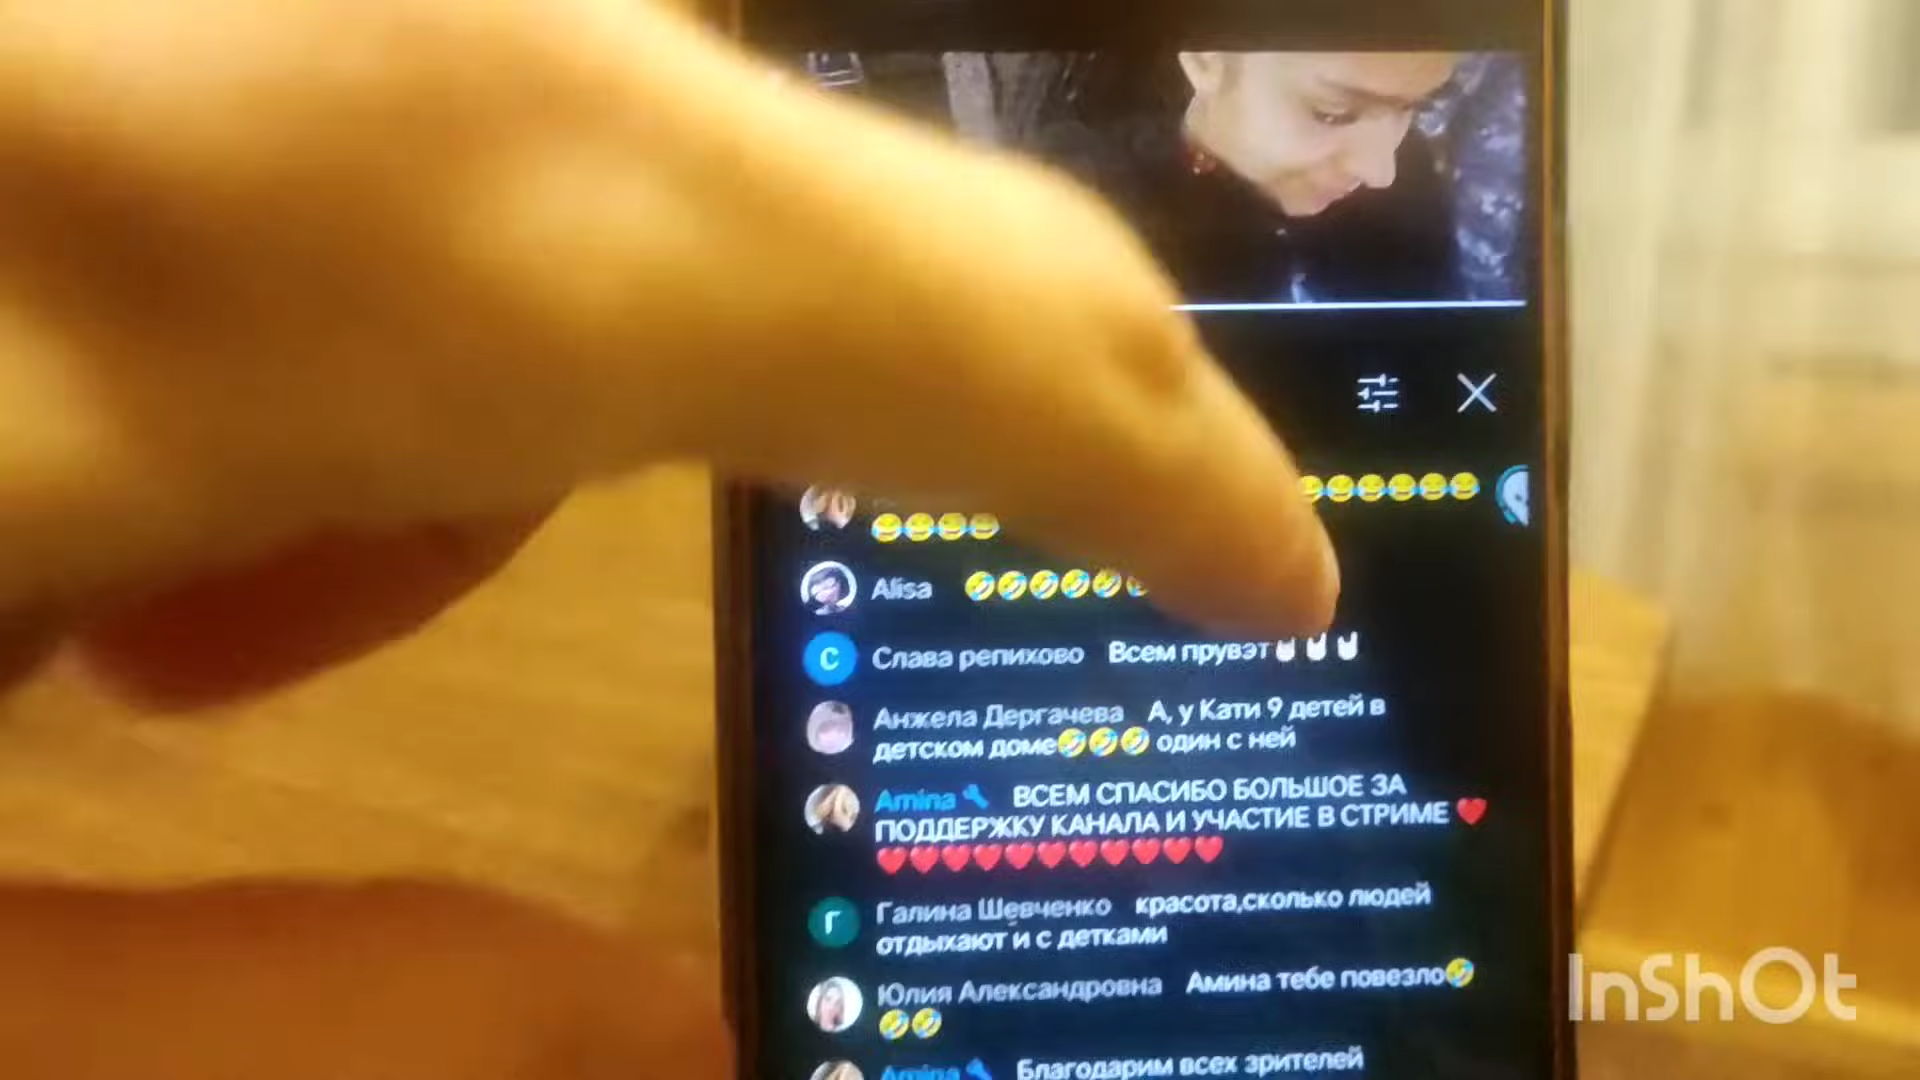 😂😂😂😂😂😂
😂😂😂😂
Alisa 🤣🤣🤣🤣🤣
Слава репихово Всем прувэт🤘🤘🤘
Анжела Дергачева А, у Кати 9 детей в
детском доме🤣🤣🤣 один с ней
Amina 🔧 ВСЕМ СПАСИБО БОЛЬШОЕ ЗА
ПОДДЕРЖКУ КАНАЛА И УЧАСТИЕ В СТРИМЕ ❤️
❤️❤️❤️❤️❤️❤️❤️❤️❤️❤️❤️
Г Галина Шевченко красота,сколько людей
отдыхают и с детками
Юлия Александровна Амина тебе повезло🤣
🤣🤣
Amina 🔧 Благодарим всех зрителей
InShOt